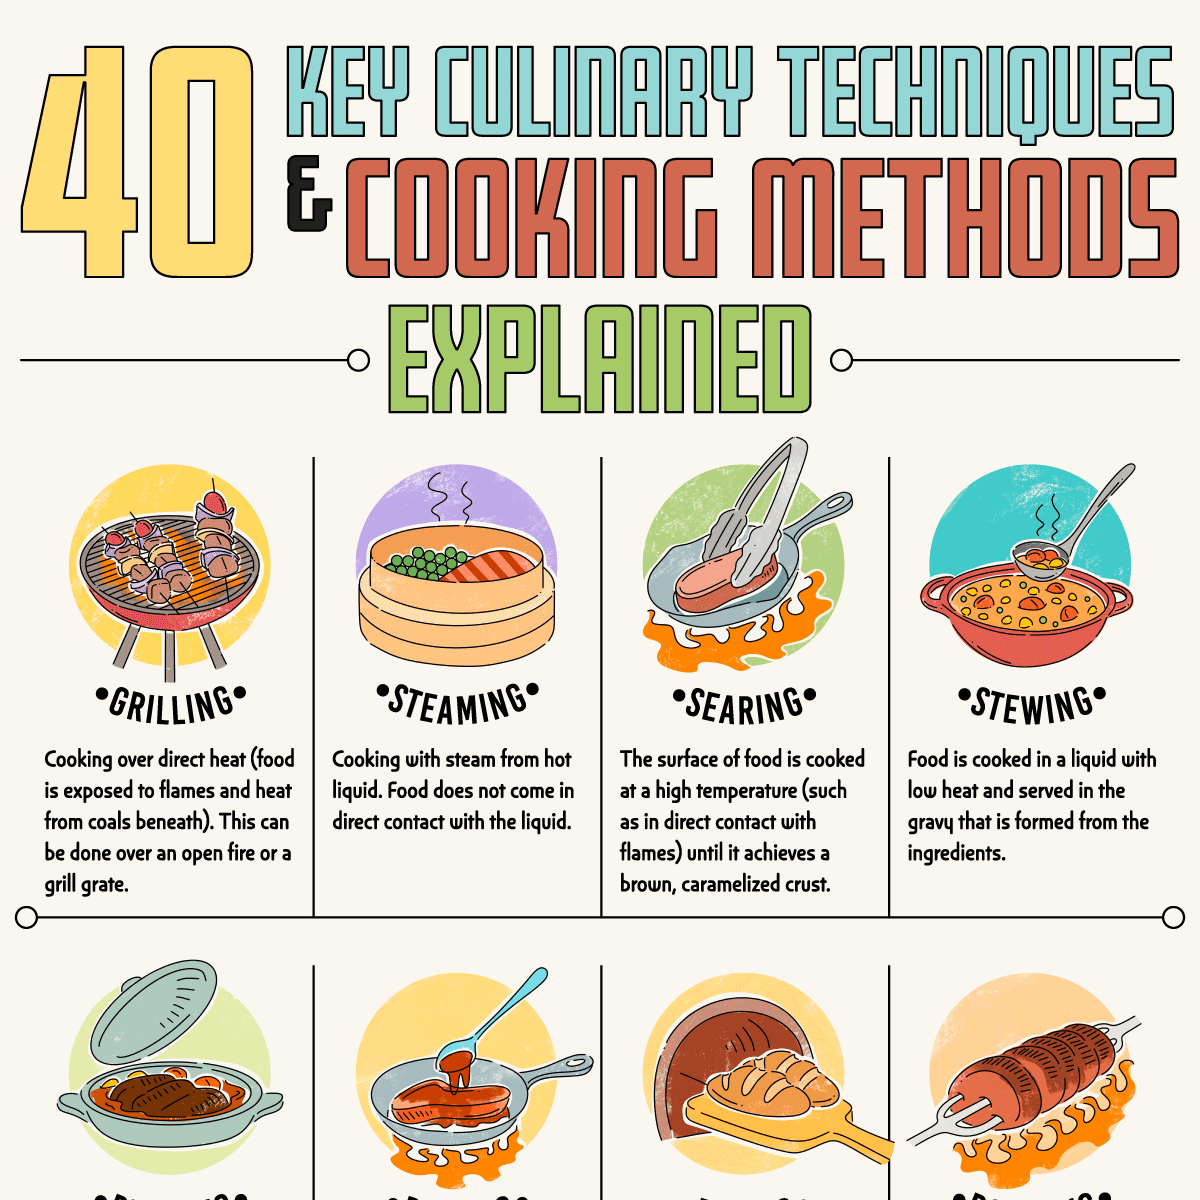 40 KEY CULINARY TECHNIQUES
& COOKING METHODS
EXPLAINED
•GRILLING•
Cooking over direct heat (food
is exposed to flames and heat
from coals beneath). This can
be done over an open fire or a
grill grate.
•STEAMING•
Cooking with steam from hot
liquid. Food does not come in
direct contact with the liquid.
•SEARING•
The surface of food is cooked
at a high temperature (such
as in direct contact with
flames) until it achieves a
brown, caramelized crust.
•STEWING•
Food is cooked in a liquid with
low heat and served in the
gravy that is formed from the
ingredients.